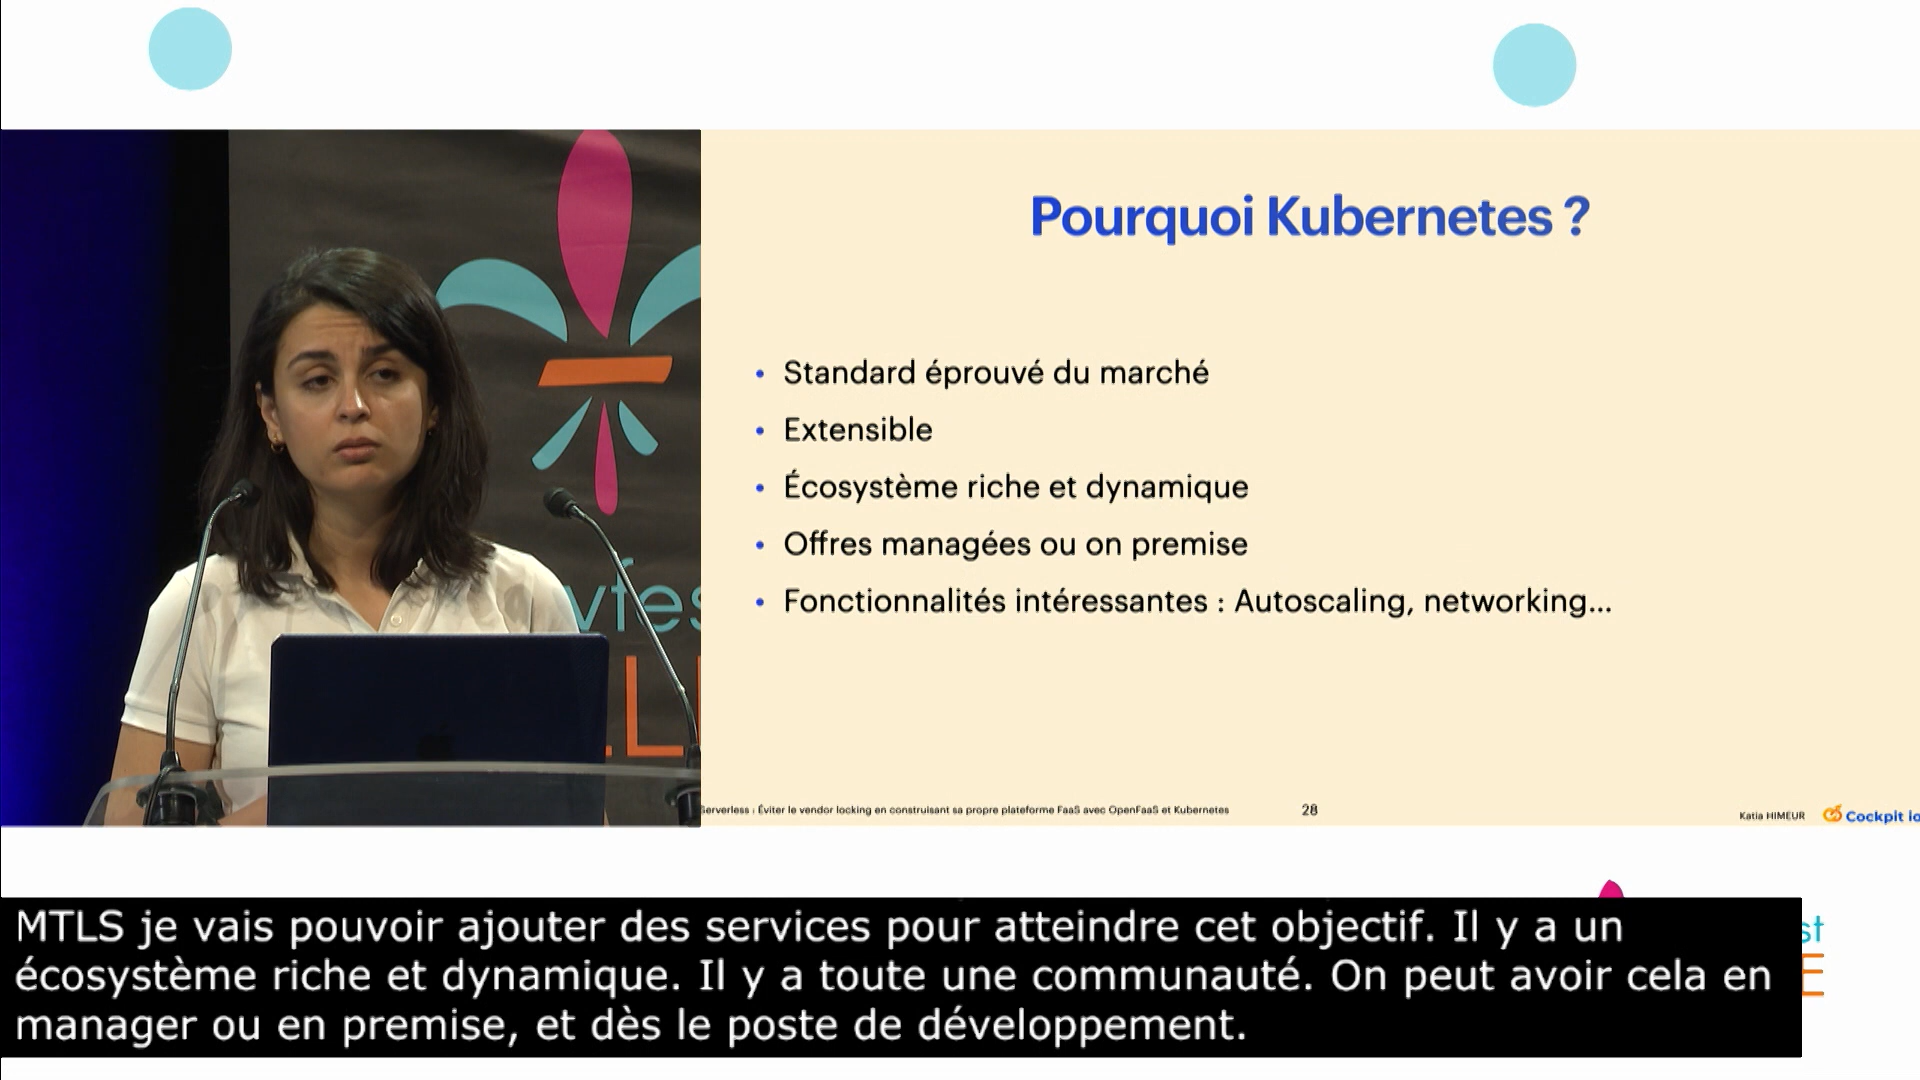 Pourquoi Kubernetes ?
• Standard éprouvé du marché
• Extensible
• Écosystème riche et dynamique
• Offres managées ou on premise
• Fonctionnalités intéressantes : Autoscaling, networking...
Serverless : Éviter le vendor locking en construisant sa propre plateforme FaaS avec OpenFaaS et Kubernetes
28
Katia HIMEUR
Cockpit io
MTLS je vais pouvoir ajouter des services pour atteindre cet objectif. Il y a un
écosystème riche et dynamique. Il y a toute une communauté. On peut avoir cela en
manager ou en premise, et dès le poste de développement.